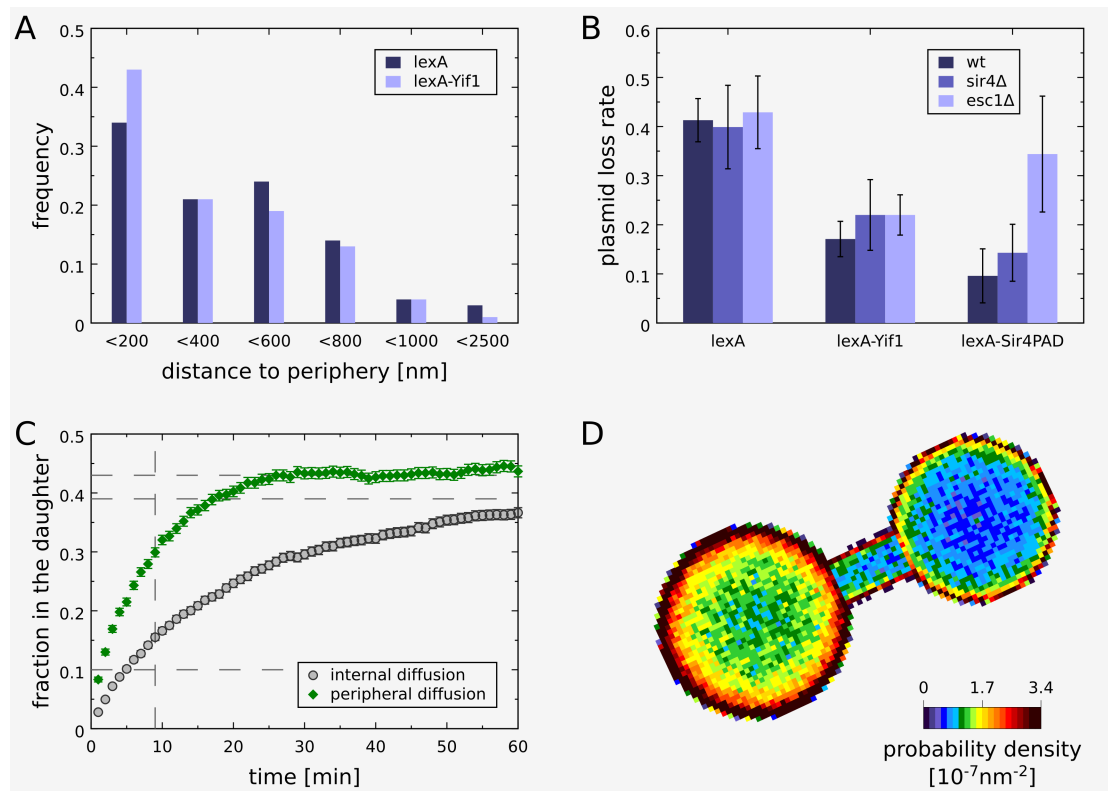 A
0.5
0.4
0.3
0.2
0.1
0
frequency
lexA
lexA-Yif1
<200 <400 <600 <800 <1000 <2500
distance to periphery [nm]
B
0.6
0.5
0.4
0.3
0.2
0.1
0
plasmid loss rate
wt
sir4Δ
esc1Δ
lexA lexA-Yif1 lexA-Sir4PAD
C
0.5
0.4
0.3
0.2
0.1
0
fraction in the daughter
internal diffusion
peripheral diffusion
0 10 20 30 40 50 60
time [min]
D
0 1.7 3.4
probability density
[10⁻⁷nm⁻²]